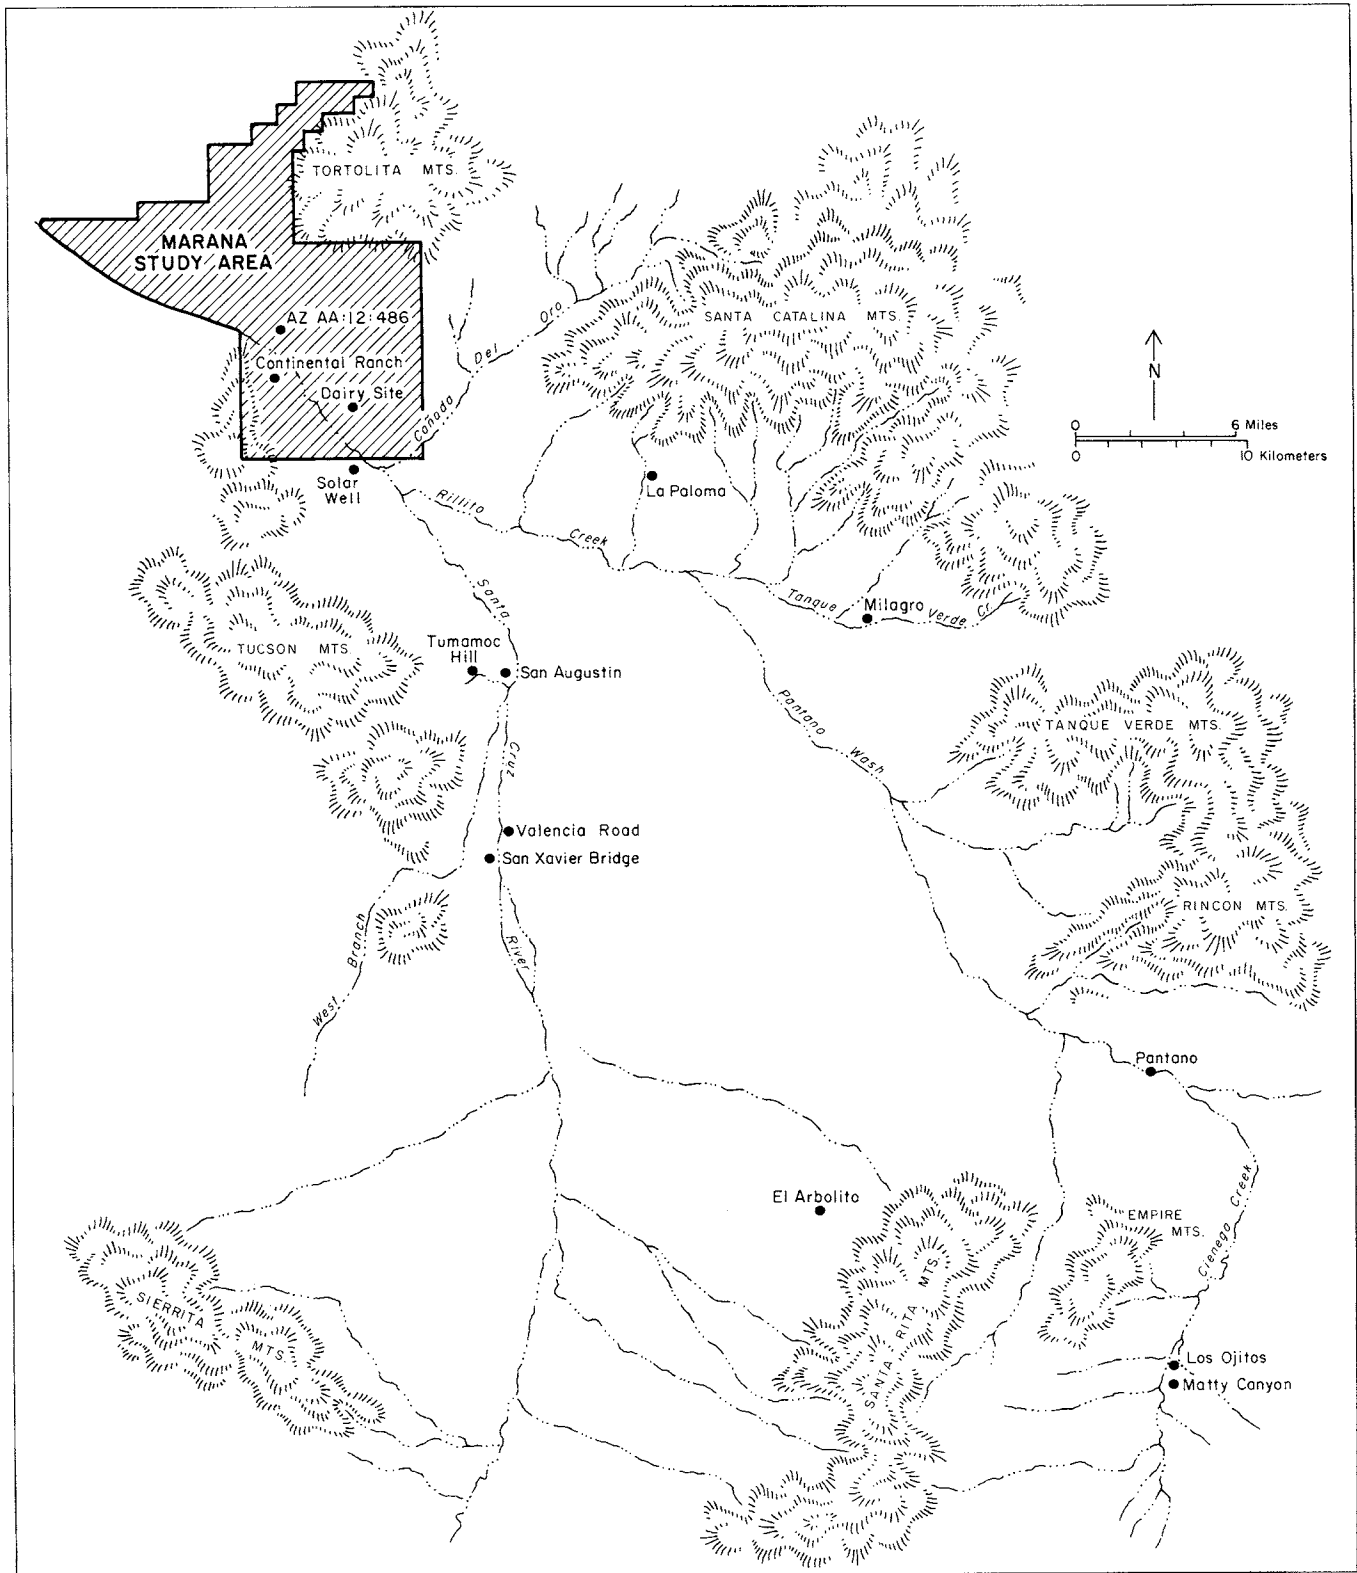 TORTOLITA MTS.
MARANA
STUDY AREA
Oro
SANTA CATALINA MTS.
AZ AA:12:486
Del
Continental Ranch
N
Dairy Site
Cañada
0 6 Miles
0 10 Kilometers
Solar
Well
La Paloma
Rillito
Creek
Santa
Tanque
Milagro
Verde Cr.
TUCSON MTS.
Tumamoc
Hill
San Augustin
Pantano
TANQUE VERDE MTS.
Cruz
Wash
Valencia Road
San Xavier Bridge
RINCON MTS.
Branch
River
West
Pantano
El Arbolito
EMPIRE
MTS.
Cienega Creek
SANTA RITA MTS.
SIERRITA
MTS.
Los Ojitos
Matty Canyon